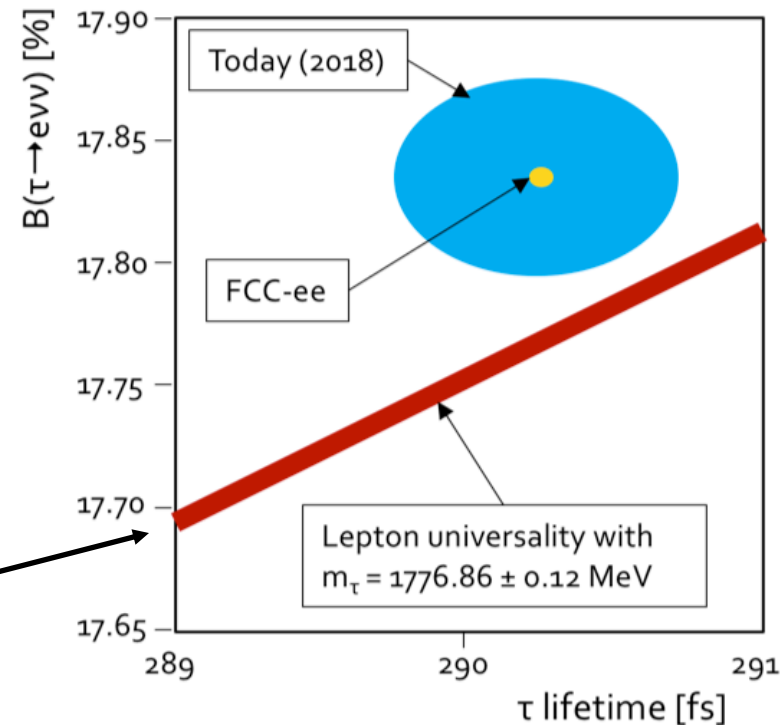 17.90
B(τ→eνν) [%]
Today (2018)
17.85
17.80
FCC-ee
17.75
17.70
Lepton universality with
mτ = 1776.86 ± 0.12 MeV
17.65
289
290
291
τ lifetime [fs]